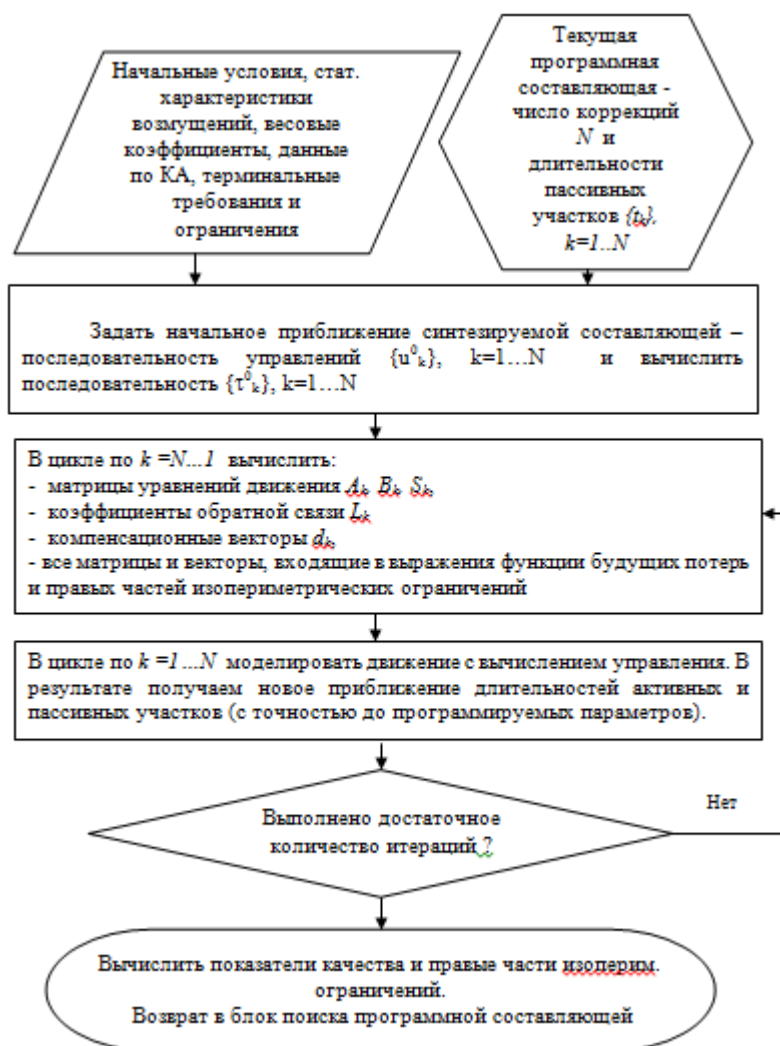 Начальные условия, стат.
характеристики
возмущений, весовые
коэффициенты, данные
по КА, терминальные
требования и
ограничения
Текущая
программная
составляющая -
число коррекций
N и
длительности
пассивных
участков {tₖ},
k=1..N
Задать начальное приближение синтезируемой составляющей –
последовательность управлений {u⁰ₖ}, k=1…N и вычислить
последовательность {τ⁰ₖ}, k=1…N
В цикле по k =N...1 вычислить:
- матрицы уравнений движения Aₖ, Bₖ, Sₖ,
- коэффициенты обратной связи Lₖ
- компенсационные векторы dₖ,
- все матрицы и векторы, входящие в выражения функции будущих потерь
и правых частей изопериметрических ограничений
В цикле по k =1...N моделировать движение с вычислением управления. В
результате получаем новое приближение длительностей активных и
пассивных участков (с точностью до программируемых параметров).
Выполнено достаточное
количество итераций ?
Нет
Вычислить показатели качества и правые части изоперим.
ограничений.
Возврат в блок поиска программной составляющей